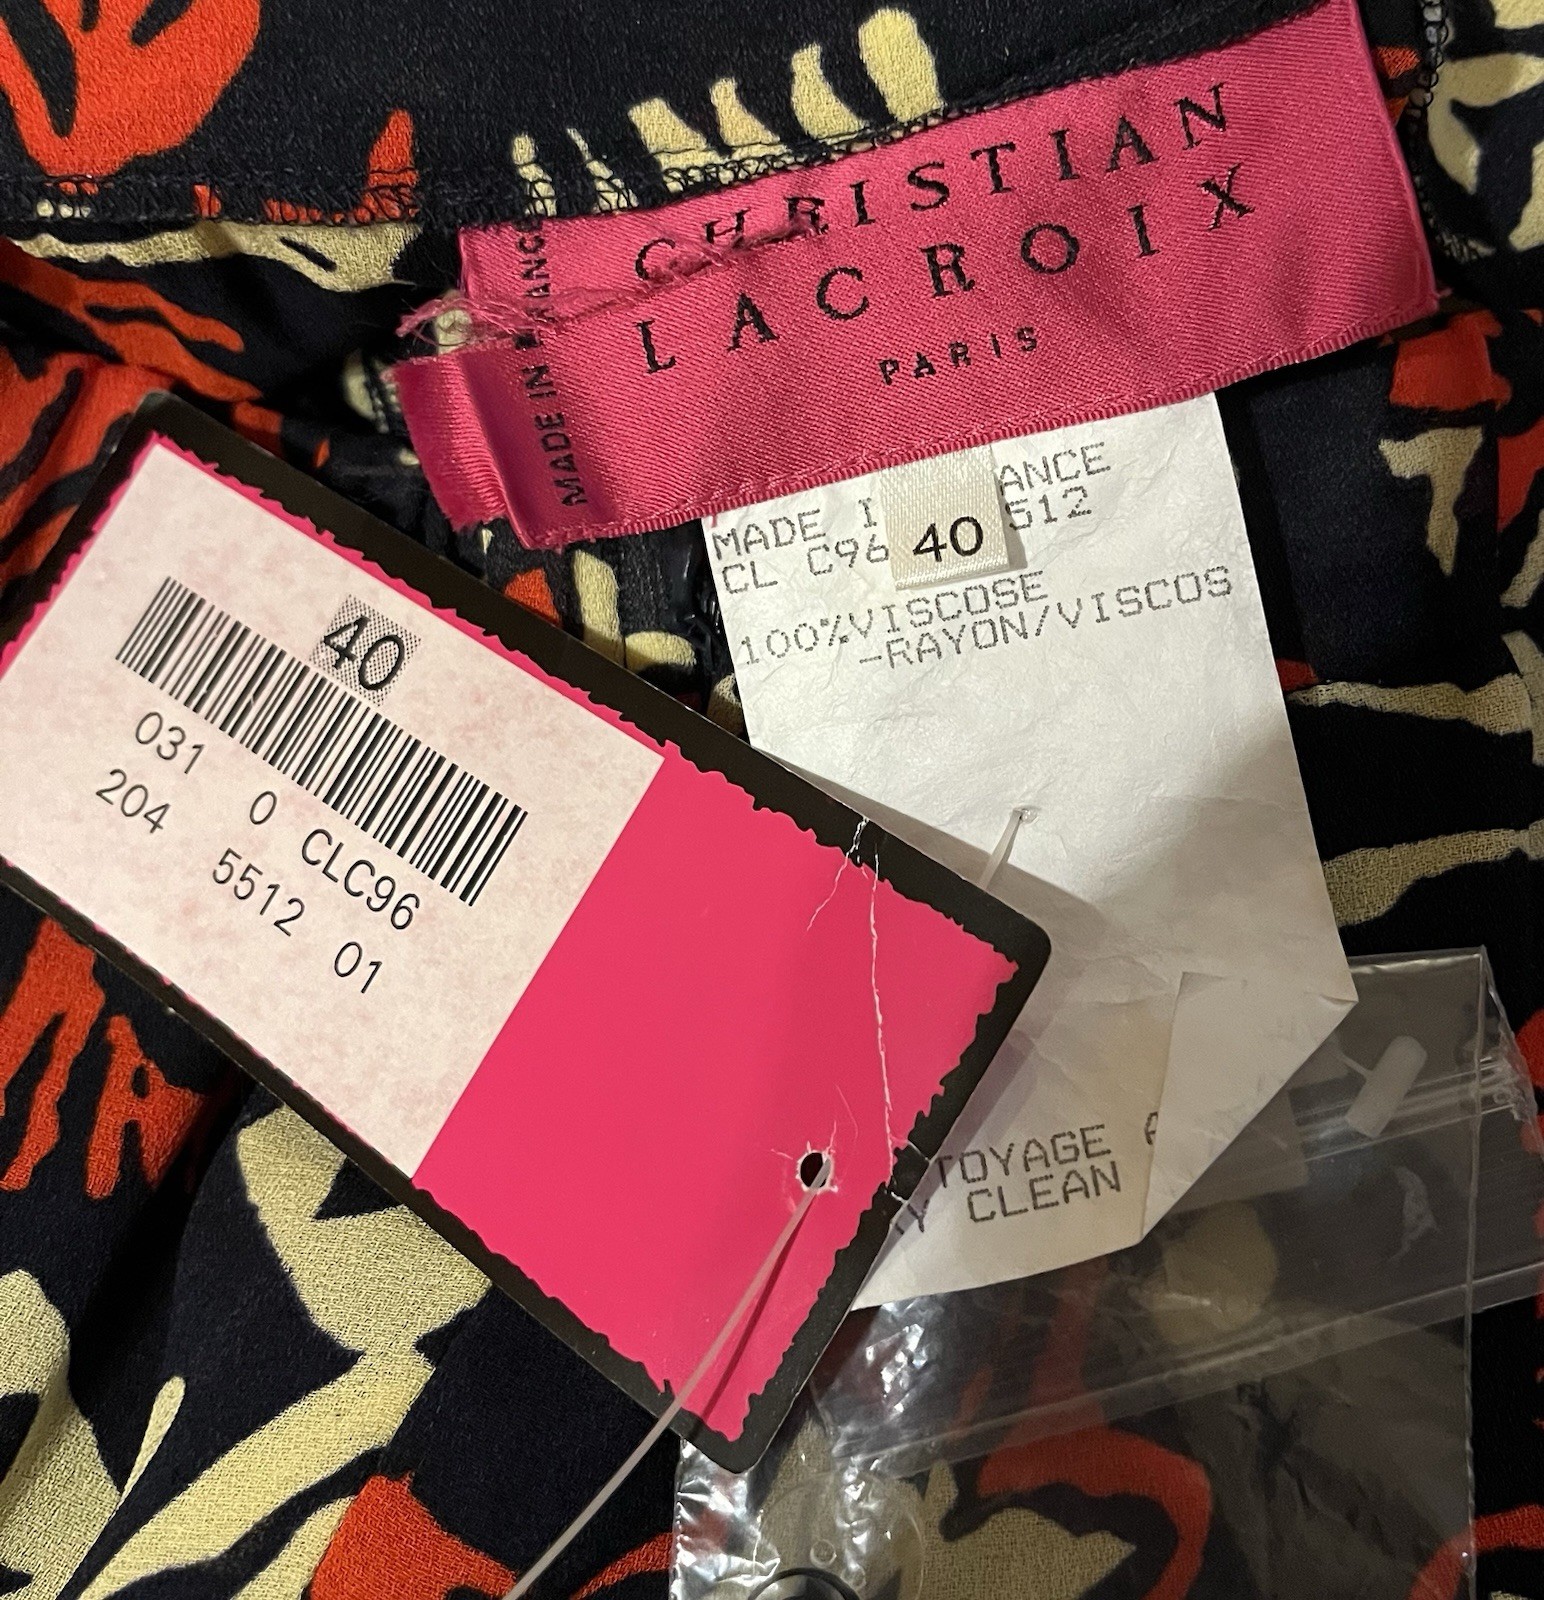 CHRISTIAN
LACROIX
PARIS
MADE IN FRANCE
MADE I ANCE
CL C96 512
40
100%VISCOSE
-RAYON/VISCOS
TOYAGE
CLEAN
40
031 0 CLC96
204 5512 01